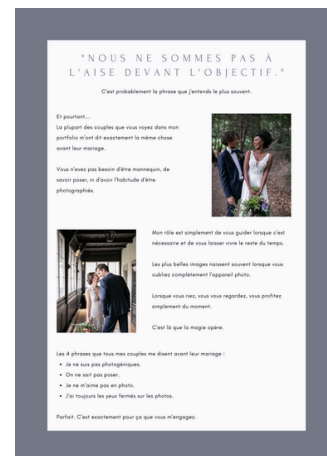 "NOUS NE SOMMES PAS À
L'AISE DEVANT L'OBJECTIF."
C'est probablement la phrase que j'entends le plus souvent.
Et pourtant...
La plupart des couples que vous voyez dans mon
portfolio m'ont dit exactement la même chose
avant leur mariage.
Vous n'avez pas besoin d'être mannequin, de
savoir poser, ni d'avoir l'habitude d'être
photographiés.
Mon rôle est simplement de vous guider lorsque c'est
nécessaire et de vous laisser vivre le reste du temps.
Les plus belles images naissent souvent lorsque vous
oubliez complètement l'appareil photo.
Lorsque vous riez, vous vous regardez, vous profitez
simplement du moment.
C'est là que la magie opère.
Les 4 phrases que tous mes couples me disent avant leur mariage :
• Je ne suis pas photogéniques.
• On ne sait pas poser.
• Je ne m'aime pas en photo.
• J'ai toujours les yeux fermés sur les photos.
Parfait. C'est exactement pour ça que vous m'engagez.